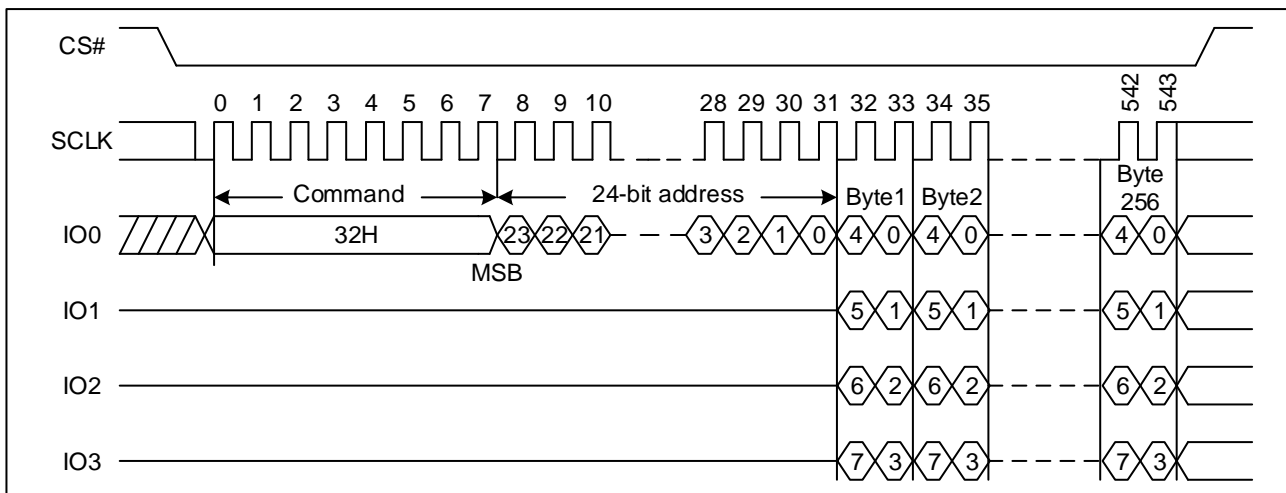 CS#
542 543
0 1 2 3 4 5 6 7 8 9 10 28 29 30 31 32 33 34 35
SCLK
Command 24-bit address Byte1 Byte2 Byte
256
IO0 32H 23 22 21 3 2 1 0 4 0 4 0 4 0
MSB
IO1 5 1 5 1 5 1
IO2 6 2 6 2 6 2
IO3 7 3 7 3 7 3